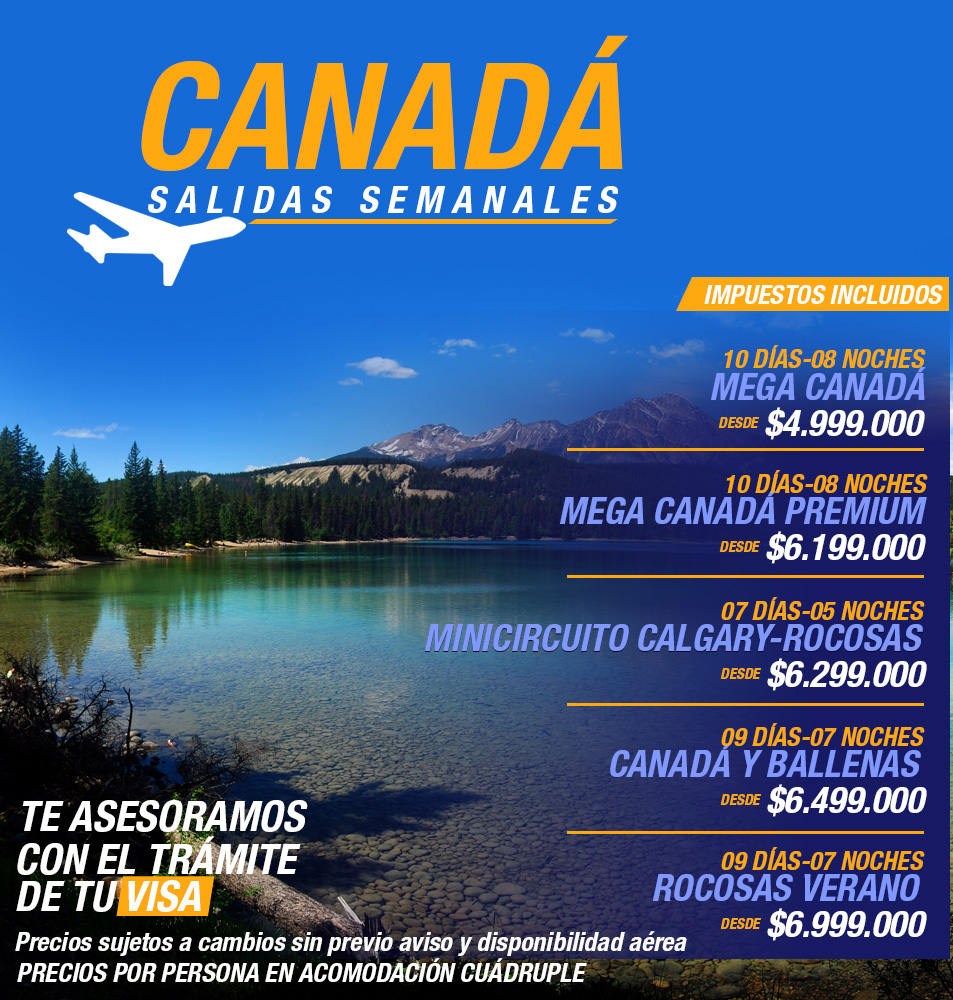 CANADÁ
SALIDAS SEMANALES
IMPUESTOS INCLUIDOS
10 DÍAS-08 NOCHES
MEGA CANADÁ
DESDE $4.999.000
10 DÍAS-08 NOCHES
MEGA CANADÁ PREMIUM
DESDE $6.199.000
07 DÍAS-05 NOCHES
MINICIRCUITO CALGARY-ROCOSAS
DESDE $6.299.000
09 DÍAS-07 NOCHES
CANADÁ Y BALLENAS
DESDE $6.499.000
09 DÍAS-07 NOCHES
ROCOSAS VERANO
DESDE $6.999.000
TE ASESORAMOS
CON EL TRÁMITE
DE TU VISA
Precios sujetos a cambios sin previo aviso y disponibilidad aérea
PRECIOS POR PERSONA EN ACOMODACIÓN CUÁDRUPLE